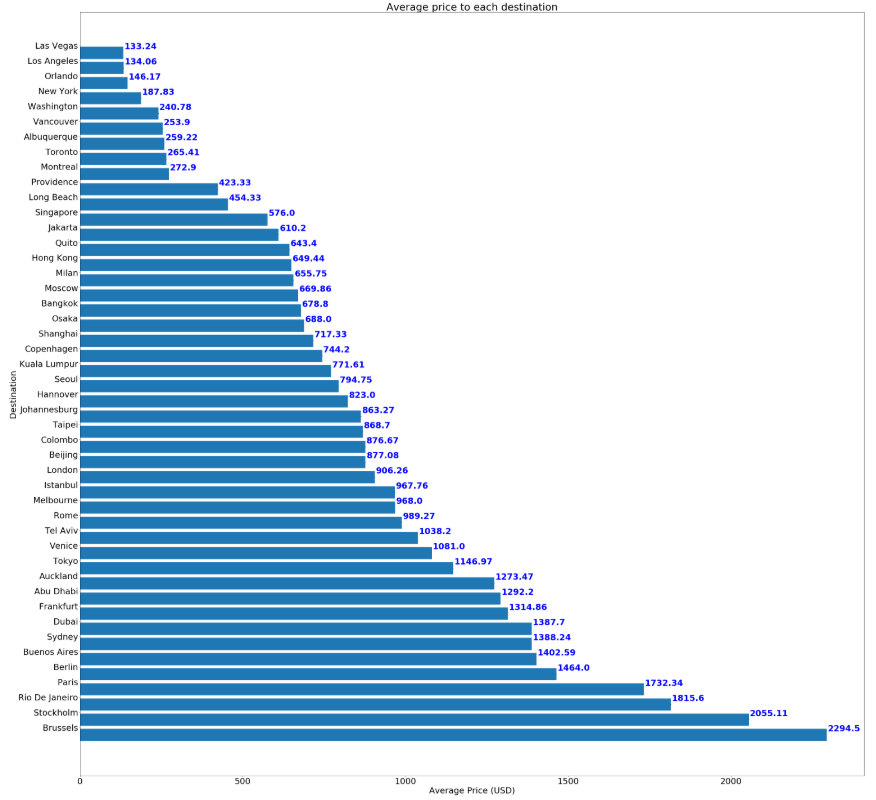 Average price to each destination
Las Vegas 133.24
Los Angeles 134.06
Orlando 146.17
New York 187.83
Washington 240.78
Vancouver 253.9
Albuquerque 259.22
Toronto 265.41
Montreal 272.9
Providence 423.33
Long Beach 454.33
Singapore 576.0
Jakarta 610.2
Quito 643.4
Hong Kong 649.44
Milan 655.75
Moscow 669.86
Bangkok 678.8
Osaka 688.0
Shanghai 717.33
Copenhagen 744.2
Kuala Lumpur 771.61
Seoul 794.75
Hannover 823.0
Johannesburg 863.27
Taipei 868.7
Colombo 876.67
Beijing 877.08
London 906.26
Istanbul 967.76
Melbourne 968.0
Rome 989.27
Tel Aviv 1038.2
Venice 1081.0
Tokyo 1146.97
Auckland 1273.47
Abu Dhabi 1292.2
Frankfurt 1314.86
Dubai 1387.7
Sydney 1388.24
Buenos Aires 1402.59
Berlin 1464.0
Paris 1732.34
Rio De Janeiro 1815.6
Stockholm 2055.11
Brussels 2294.5
Destination
0 500 1000 1500 2000
Average Price (USD)